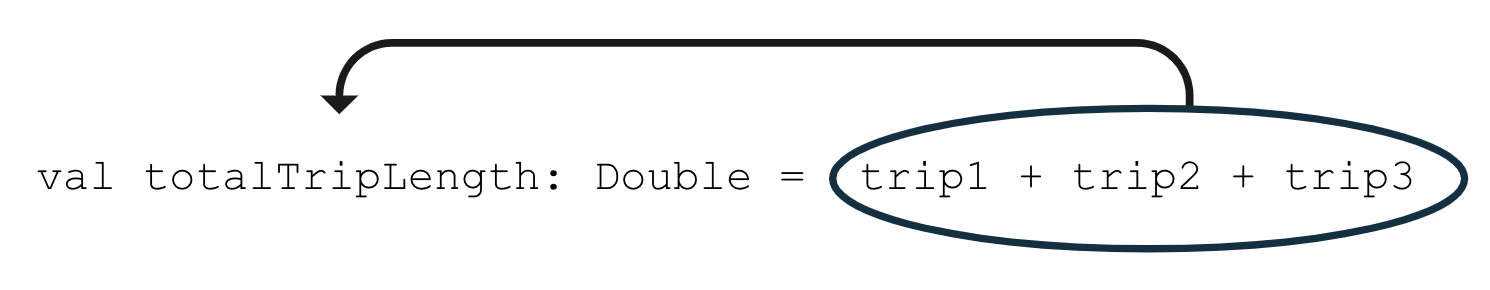 val totalTripLength: Double = trip1 + trip2 + trip3